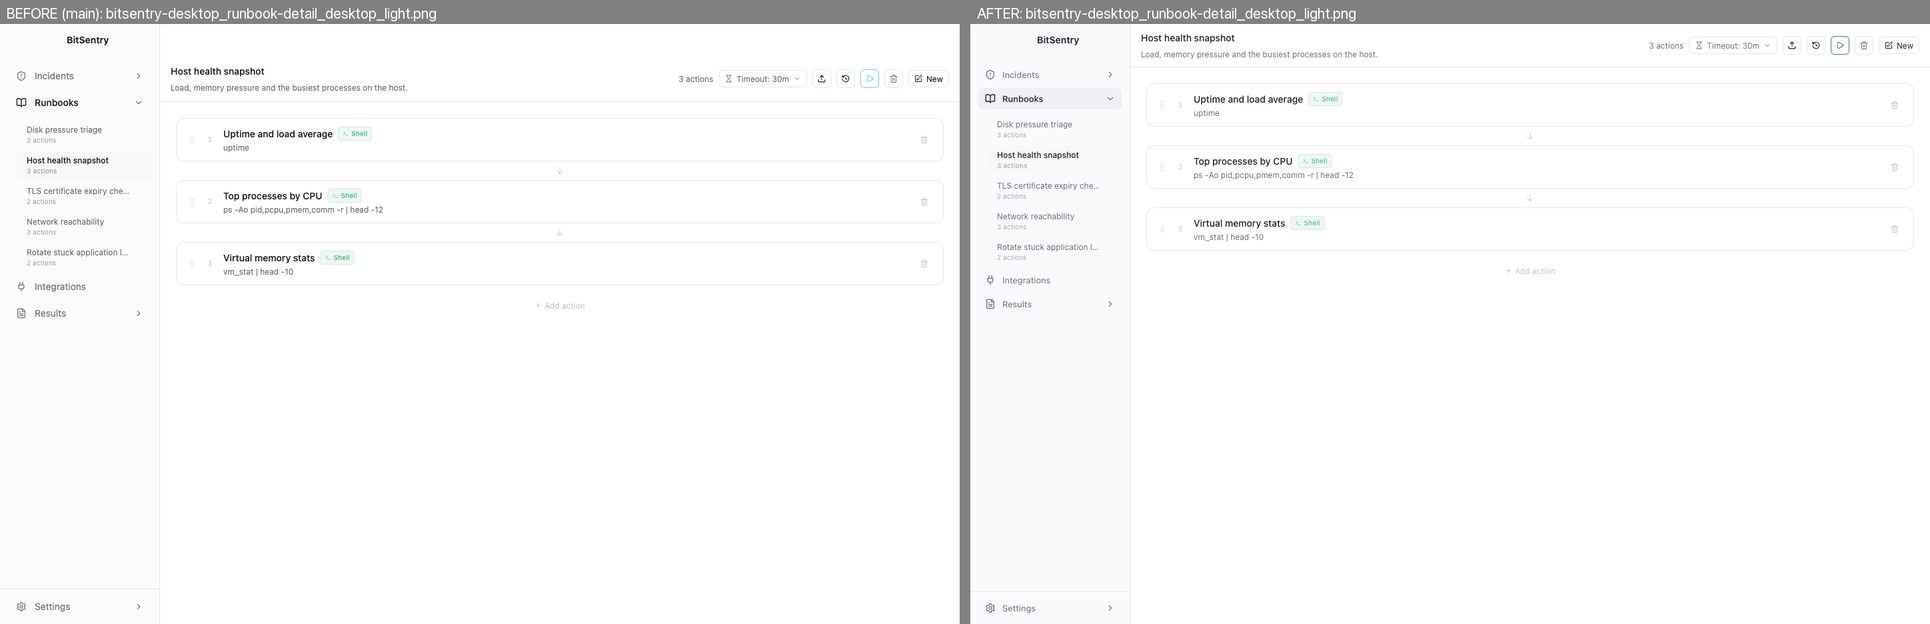 BEFORE (main): bitsentry-desktop_runbook-detail_desktop_light.png
BitSentry
Incidents
Runbooks
Disk pressure triage
3 actions
Host health snapshot
3 actions
TLS certificate expiry che...
2 actions
Network reachability
3 actions
Rotate stuck application l...
2 actions
Integrations
Results
Settings
Host health snapshot
Load, memory pressure and the busiest processes on the host.
3 actions
Timeout: 30m
New
1 Uptime and load average Shell
uptime
2 Top processes by CPU Shell
ps -Ao pid,pcpu,pmem,comm -r | head -12
3 Virtual memory stats Shell
vm_stat | head -10
+ Add action
AFTER: bitsentry-desktop_runbook-detail_desktop_light.png
BitSentry
Incidents
Runbooks
Disk pressure triage
3 actions
Host health snapshot
3 actions
TLS certificate expiry che...
2 actions
Network reachability
3 actions
Rotate stuck application l...
2 actions
Integrations
Results
Settings
Host health snapshot
Load, memory pressure and the busiest processes on the host.
3 actions
Timeout: 30m
New
1 Uptime and load average Shell
uptime
2 Top processes by CPU Shell
ps -Ao pid,pcpu,pmem,comm -r | head -12
3 Virtual memory stats Shell
vm_stat | head -10
+ Add action